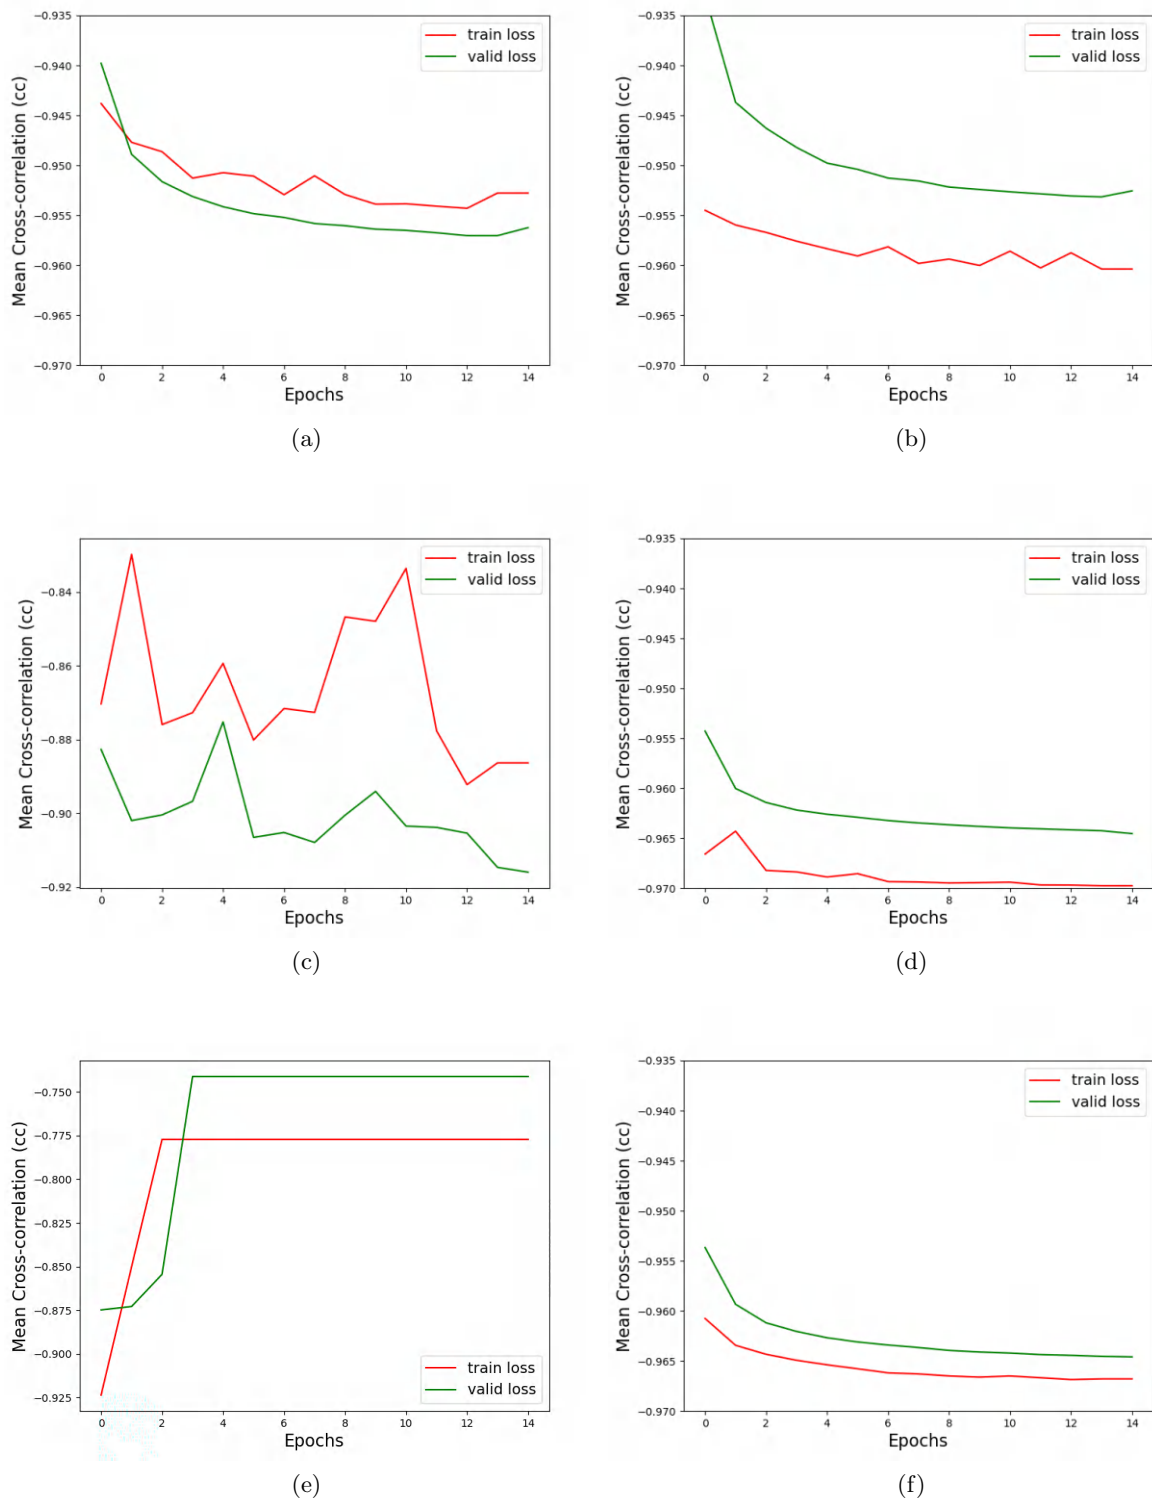 −0.935
−0.940
−0.945
−0.950
−0.955
−0.960
−0.965
−0.970
Mean Cross-correlation (cc)
train loss
valid loss
0 2 4 6 8 10 12 14
Epochs
(a)
−0.935
−0.940
−0.945
−0.950
−0.955
−0.960
−0.965
−0.970
Mean Cross-correlation (cc)
train loss
valid loss
0 2 4 6 8 10 12 14
Epochs
(b)
−0.84
−0.86
−0.88
−0.90
−0.92
Mean Cross-correlation (cc)
train loss
valid loss
0 2 4 6 8 10 12 14
Epochs
(c)
−0.935
−0.940
−0.945
−0.950
−0.955
−0.960
−0.965
−0.970
Mean Cross-correlation (cc)
train loss
valid loss
0 2 4 6 8 10 12 14
Epochs
(d)
−0.750
−0.775
−0.800
−0.825
−0.850
−0.875
−0.900
−0.925
Mean Cross-correlation (cc)
train loss
valid loss
0 2 4 6 8 10 12 14
Epochs
(e)
−0.935
−0.940
−0.945
−0.950
−0.955
−0.960
−0.965
−0.970
Mean Cross-correlation (cc)
train loss
valid loss
0 2 4 6 8 10 12 14
Epochs
(f)